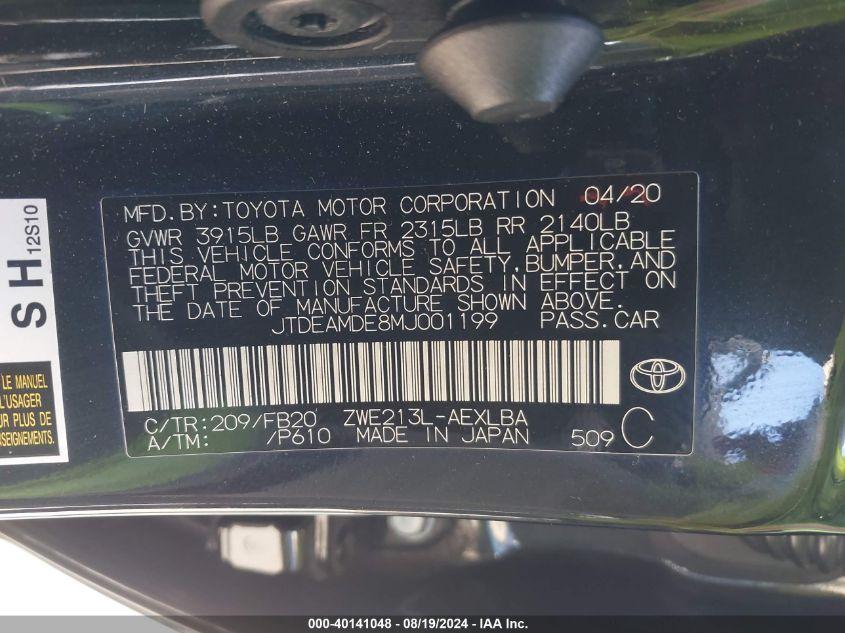 MFD. BY: TOYOTA MOTOR CORPORATION 04/20
GVWR 3915LB GAWR FR 2315LB RR 2140LB
THIS VEHICLE CONFORMS TO ALL APPLICABLE
FEDERAL MOTOR VEHICLE SAFETY, BUMPER, AND
THEFT PREVENTION STANDARDS IN EFFECT ON
THE DATE OF MANUFACTURE SHOWN ABOVE.
JTDEAMDE8MJ001199 PASS. CAR
C/TR: 209/FB20 ZWE213L-AEXLBA
A/TM: /P610 MADE IN JAPAN 509 C
SH 12S10
LE MANUEL
L'USAGER
UR PLUS DE
NSEIGNEMENTS.
000-40141048 - 08/19/2024 - IAA Inc.